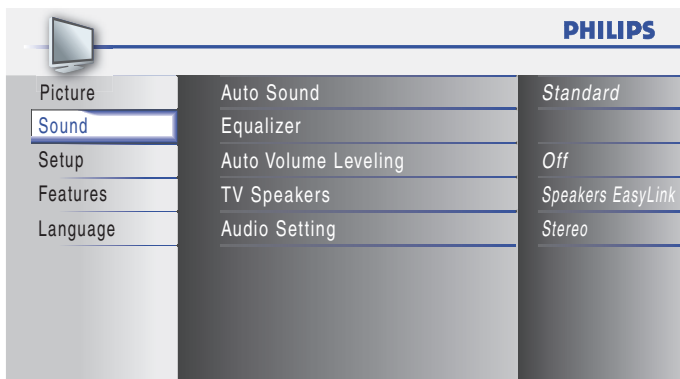 PHILIPS
Picture Auto Sound Standard
Sound Equalizer
Setup Auto Volume Leveling Off
Features TV Speakers Speakers EasyLink
Language Audio Setting Stereo